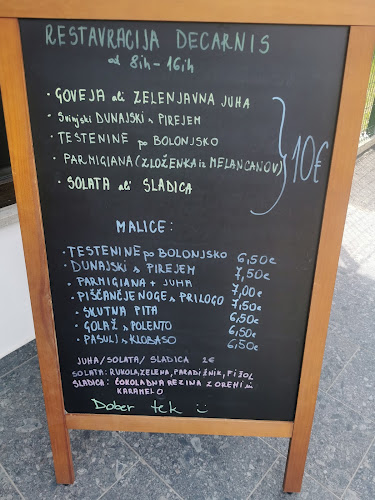 RESTAVRACIJA DECARNIS
od 8ih - 16ih
• GOVEJA ali ZELENJAVNA JUHA
• Svinjski DUNAJSKI s PIREJEM
• TESTENINE po BOLONJSKO
• PARMIGIANA (ZLOŽENKA iz MELANCANOV)
• SOLATA ali SLADICA
10€
MALICE:
• TESTENINE po BOLONJSKO 6,50€
• DUNAJSKI s PIREJEM 7,50€
• PARMIGIANA + JUHA 7,00€
• PIŠČANČJE NOGE s PRILOGO 7,50€
• SKUTNA PITA 6,50€
• GOLAŽ s POLENTO 6,50€
• PASULJ s KLOBASO 6,50€
JUHA/SOLATA/SLADICA 2€
SOLATA: RUKOLA, ZELENA, PARADIŽNIK, FIŽOL
SLADICA: ČOKOLADNA REZINA Z OREHI in
KARAMELO
Dober tek